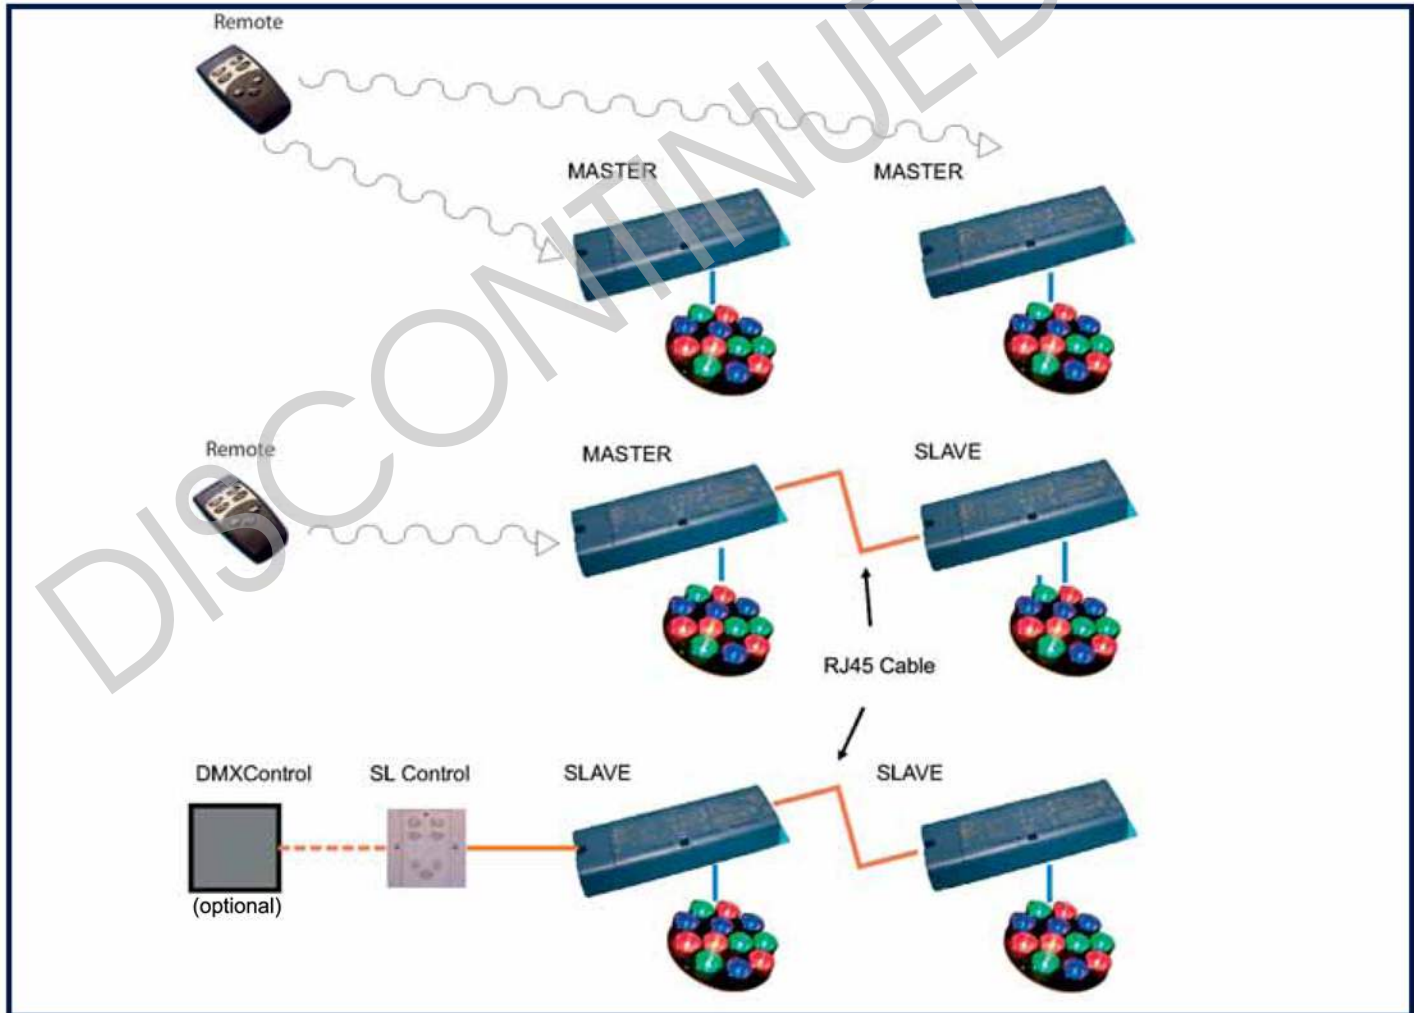 Remote
MASTER
MASTER
Remote
MASTER
SLAVE
RJ45 Cable
DMXControl
SL Control
SLAVE
SLAVE
(optional)
DISCONTINUED